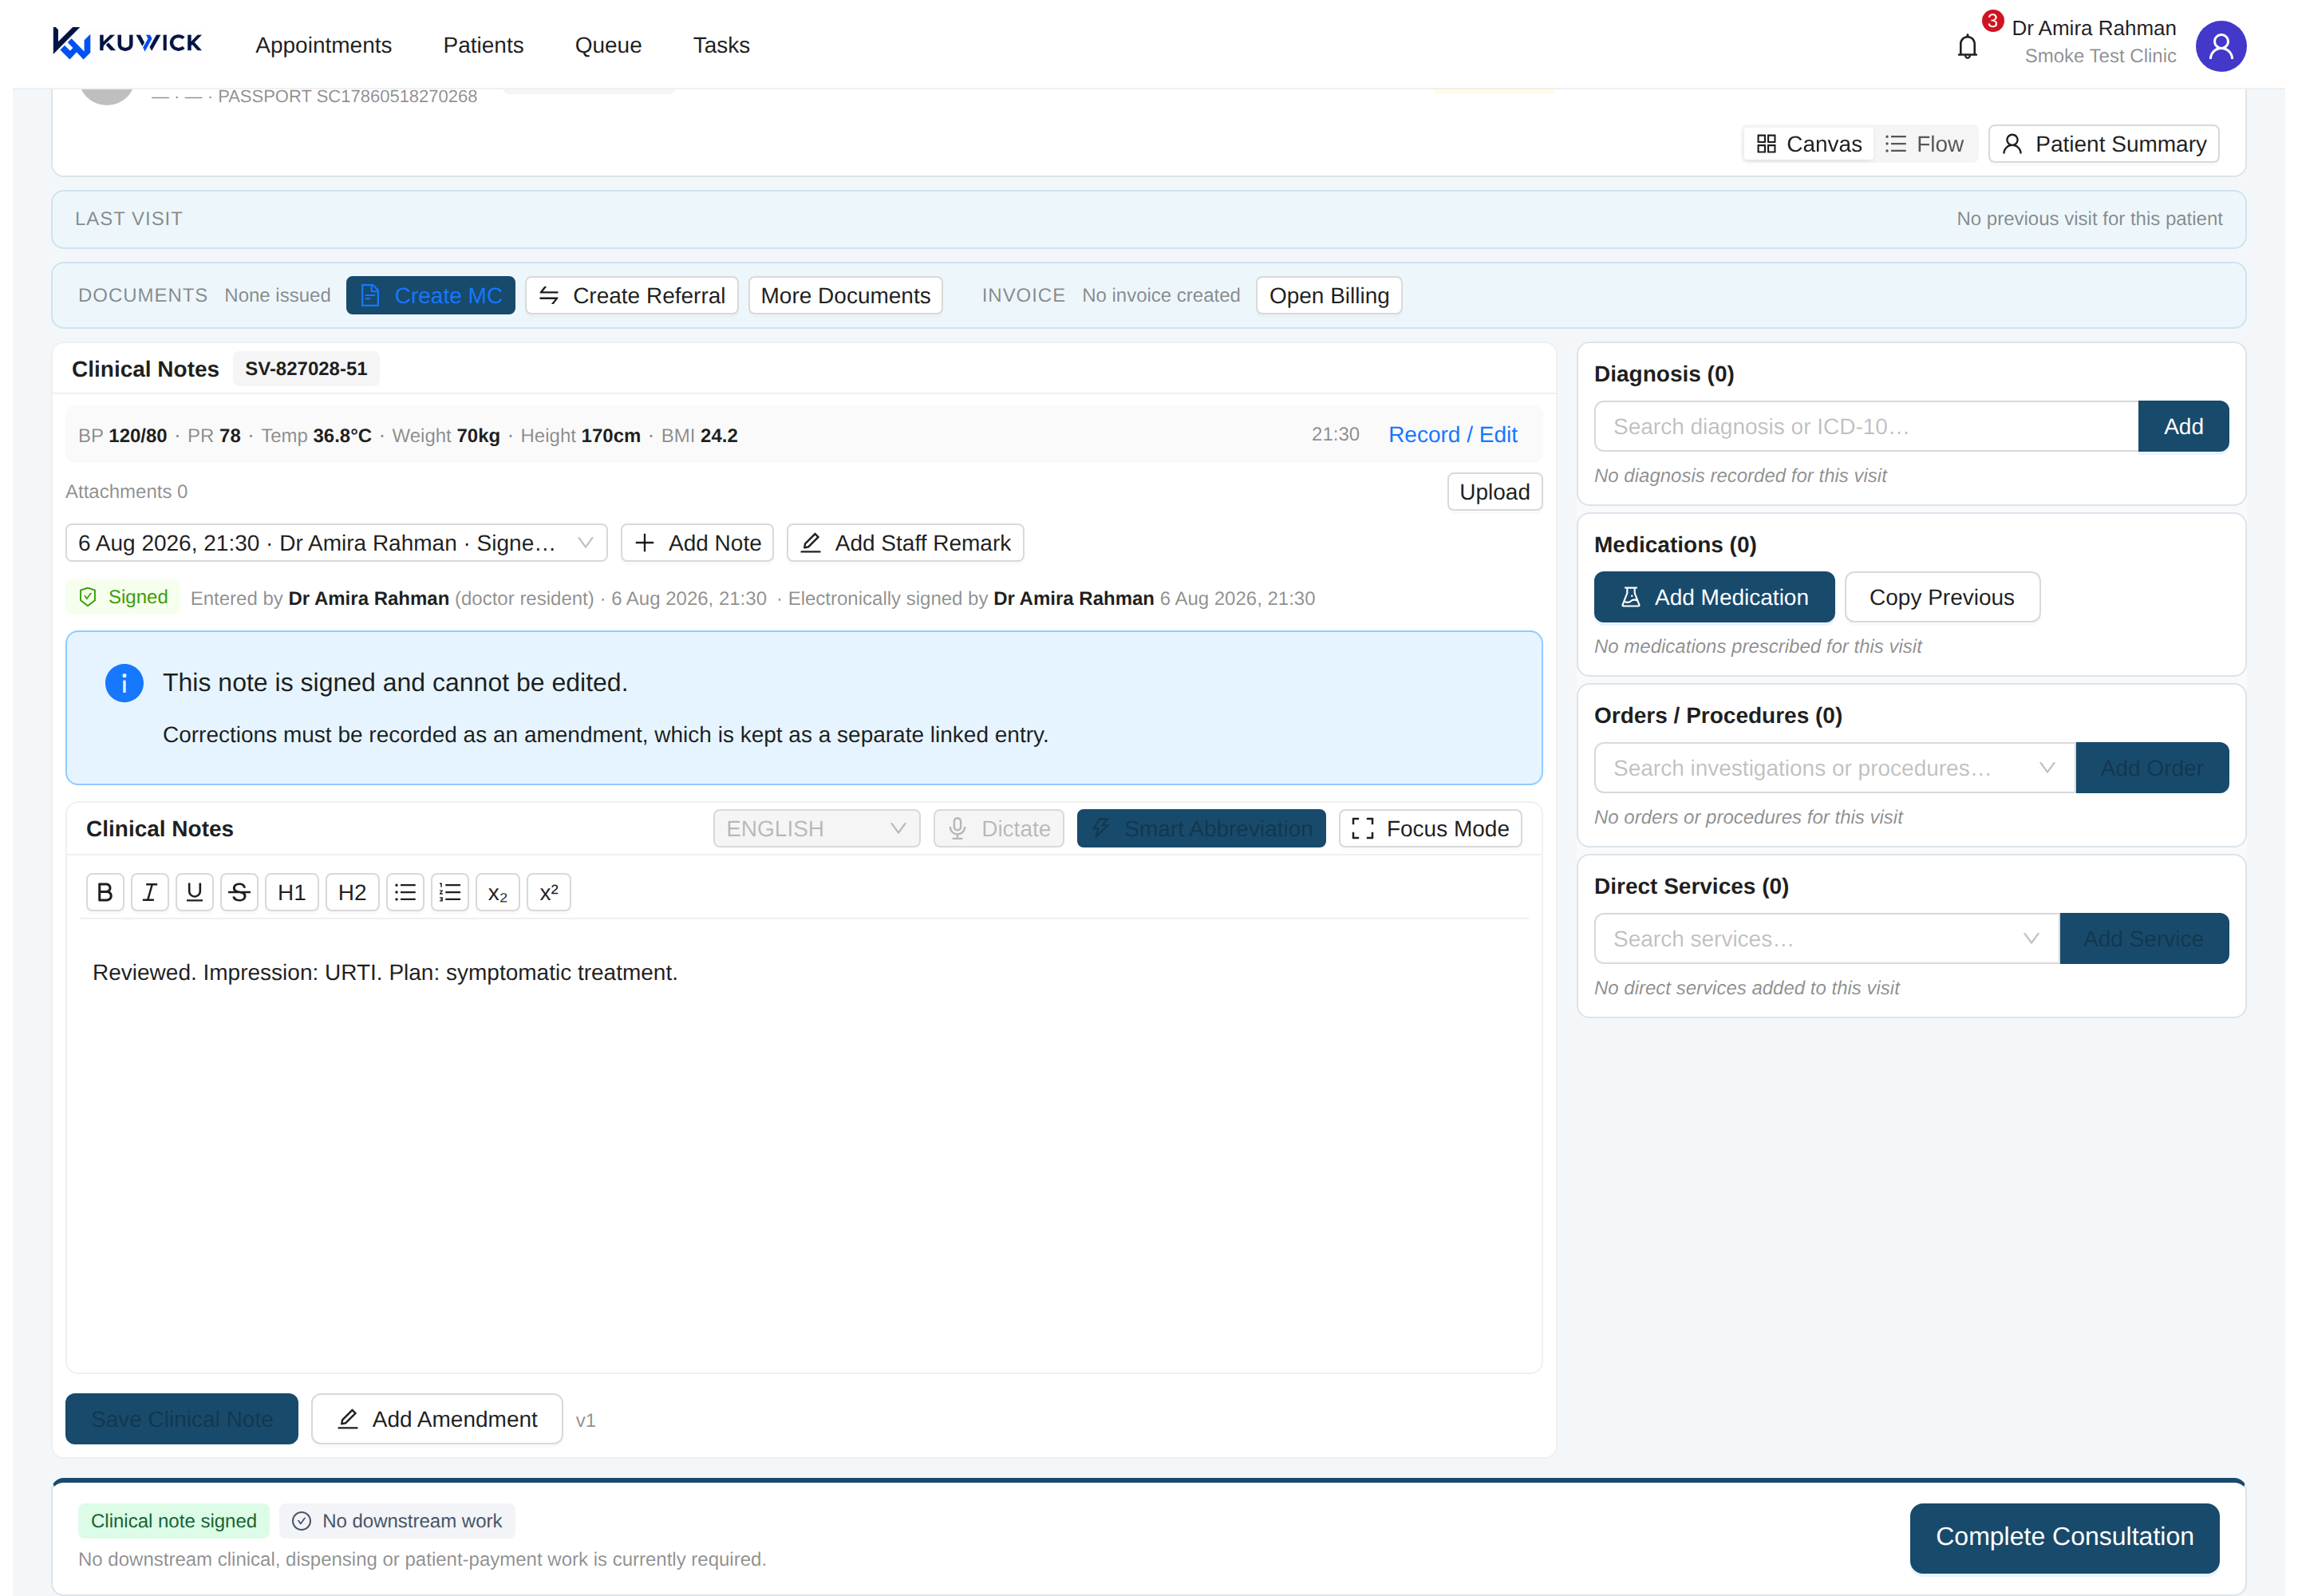 KUWICK
Appointments
Patients
Queue
Tasks
3
Dr Amira Rahman
Smoke Test Clinic
— · — · PASSPORT SC17860518270268
Canvas
Flow
Patient Summary
LAST VISIT
No previous visit for this patient
DOCUMENTS
None issued
Create MC
Create Referral
More Documents
INVOICE
No invoice created
Open Billing
Clinical Notes
SV-827028-51
BP 120/80 · PR 78 · Temp 36.8°C · Weight 70kg · Height 170cm · BMI 24.2
21:30
Record / Edit
Attachments 0
Upload
6 Aug 2026, 21:30 · Dr Amira Rahman · Signe…
Add Note
Add Staff Remark
Signed
Entered by Dr Amira Rahman (doctor resident) · 6 Aug 2026, 21:30 · Electronically signed by Dr Amira Rahman 6 Aug 2026, 21:30
This note is signed and cannot be edited.
Corrections must be recorded as an amendment, which is kept as a separate linked entry.
Clinical Notes
ENGLISH
Dictate
Smart Abbreviation
Focus Mode
B
I
U
S
H1
H2
x₂
x²
Reviewed. Impression: URTI. Plan: symptomatic treatment.
Save Clinical Note
Add Amendment
v1
Diagnosis (0)
Search diagnosis or ICD-10…
Add
No diagnosis recorded for this visit
Medications (0)
Add Medication
Copy Previous
No medications prescribed for this visit
Orders / Procedures (0)
Search investigations or procedures…
Add Order
No orders or procedures for this visit
Direct Services (0)
Search services…
Add Service
No direct services added to this visit
Clinical note signed
No downstream work
No downstream clinical, dispensing or patient-payment work is currently required.
Complete Consultation